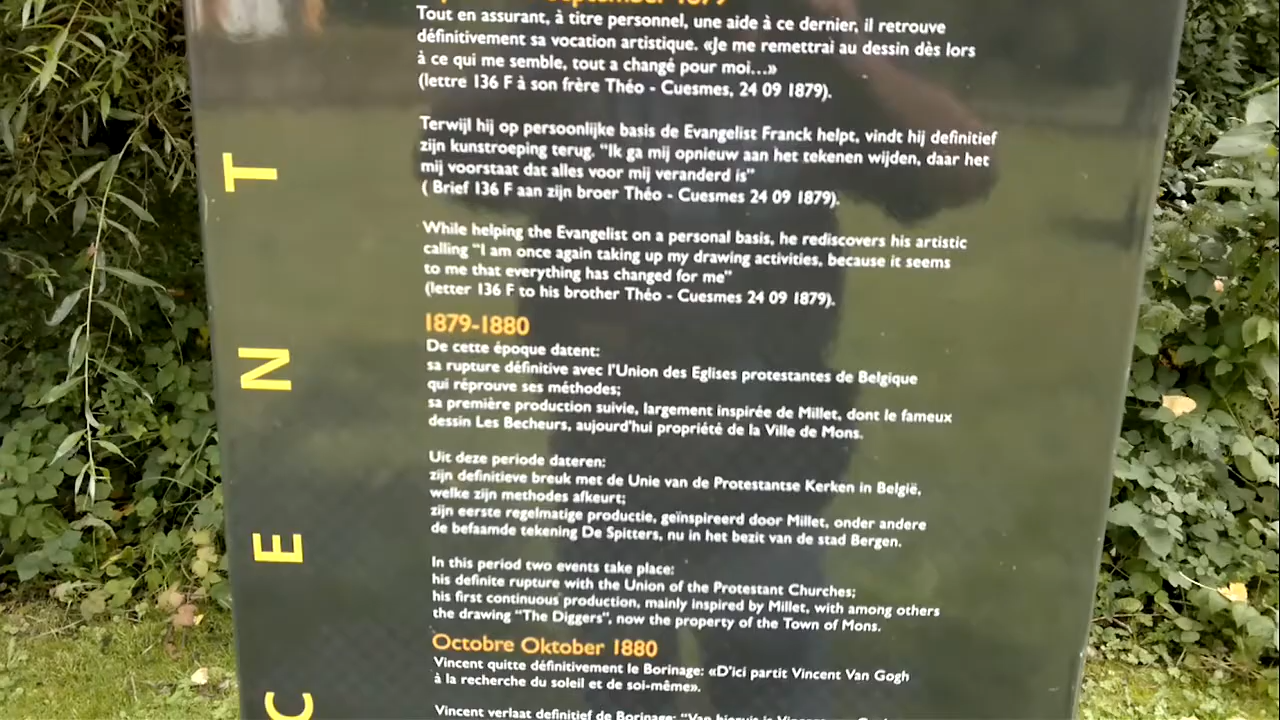 September 1879
Tout en assurant, à titre personnel, une aide à ce dernier, il retrouve
définitivement sa vocation artistique. «Je me remettrai au dessin dès lors
à ce qui me semble, tout a changé pour moi...»
(lettre 136 F à son frère Théo - Cuesmes, 24 09 1879).
Terwijl hij op persoonlijke basis de Evangelist Franck helpt, vindt hij definitief
zijn kunstroeping terug. "Ik ga mij opnieuw aan het tekenen wijden, daar het
mij voorstaat dat alles voor mij veranderd is"
( Brief 136 F aan zijn broer Théo - Cuesmes 24 09 1879).
While helping the Evangelist on a personal basis, he rediscovers his artistic
calling "I am once again taking up my drawing activities, because it seems
to me that everything has changed for me"
(letter 136 F to his brother Théo - Cuesmes 24 09 1879).
1879-1880
De cette époque datent:
sa rupture définitive avec l'Union des Eglises protestantes de Belgique
qui réprouve ses méthodes;
sa première production suivie, largement inspirée de Millet, dont le fameux
dessin Les Becheurs, aujourd'hui propriété de la Ville de Mons.
Uit deze periode dateren:
zijn definitieve breuk met de Unie van de Protestantse Kerken in België,
welke zijn methodes afkeurt;
zijn eerste regelmatige productie, geïnspireerd door Millet, onder andere
de befaamde tekening De Spitters, nu in het bezit van de stad Bergen.
In this period two events take place:
his definite rupture with the Union of the Protestant Churches;
his first continuous production, mainly inspired by Millet, with among others
the drawing "The Diggers", now the property of the Town of Mons.
Octobre Oktober 1880
Vincent quitte définitivement le Borinage: «D'ici partit Vincent Van Gogh
à la recherche du soleil et de soi-même».
Vincent verlaat definitief de Borinage: "Van
CENT